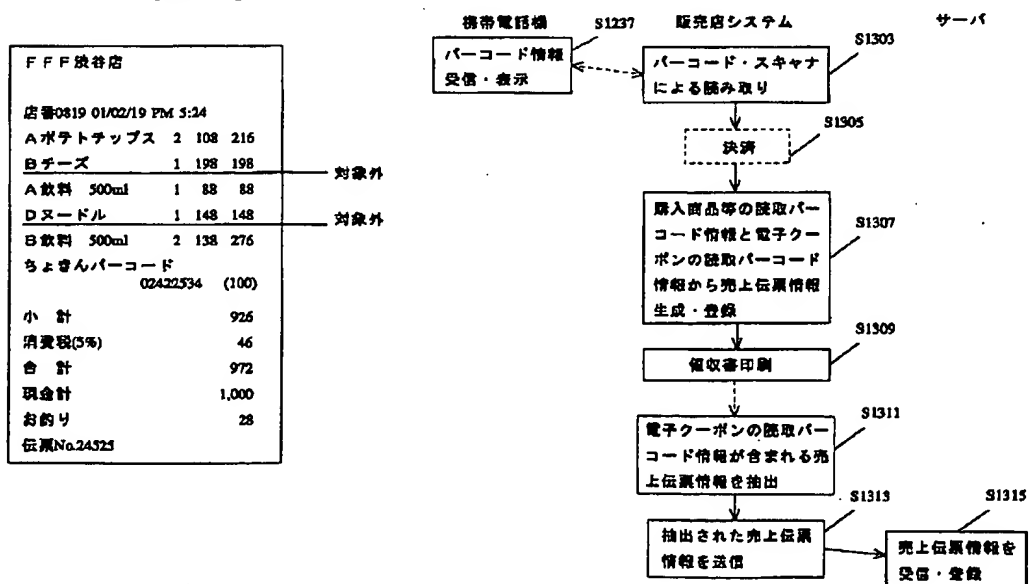 FFF渋谷店
店番0819 01/02/19 PM 5:24
Aポテトチップス 2 108 216
Bチーズ 1 198 198
対象外
A飲料 500ml 1 88 88
Dヌードル 1 148 148
対象外
B飲料 500ml 2 138 276
ちょきんバーコード
02422534 (100)
小 計 926
消費税(5%) 46
合 計 972
現金計 1,000
お釣り 28
伝票No.24525
携帯電話機
販売店システム
サーバ
S1237
バーコード情報
受信・表示
S1303
バーコード・スキャナ
による読み取り
S1305
決済
S1307
購入商品等の読取バー
コード情報と電子クー
ポンの読取バーコード
情報から売上伝票情報
生成・登録
S1309
領収書印刷
S1311
電子クーポンの読取バー
コード情報が含まれる売
上伝票情報を抽出
S1313
抽出された売上伝票
情報を送信
S1315
売上伝票情報を
受信・登録